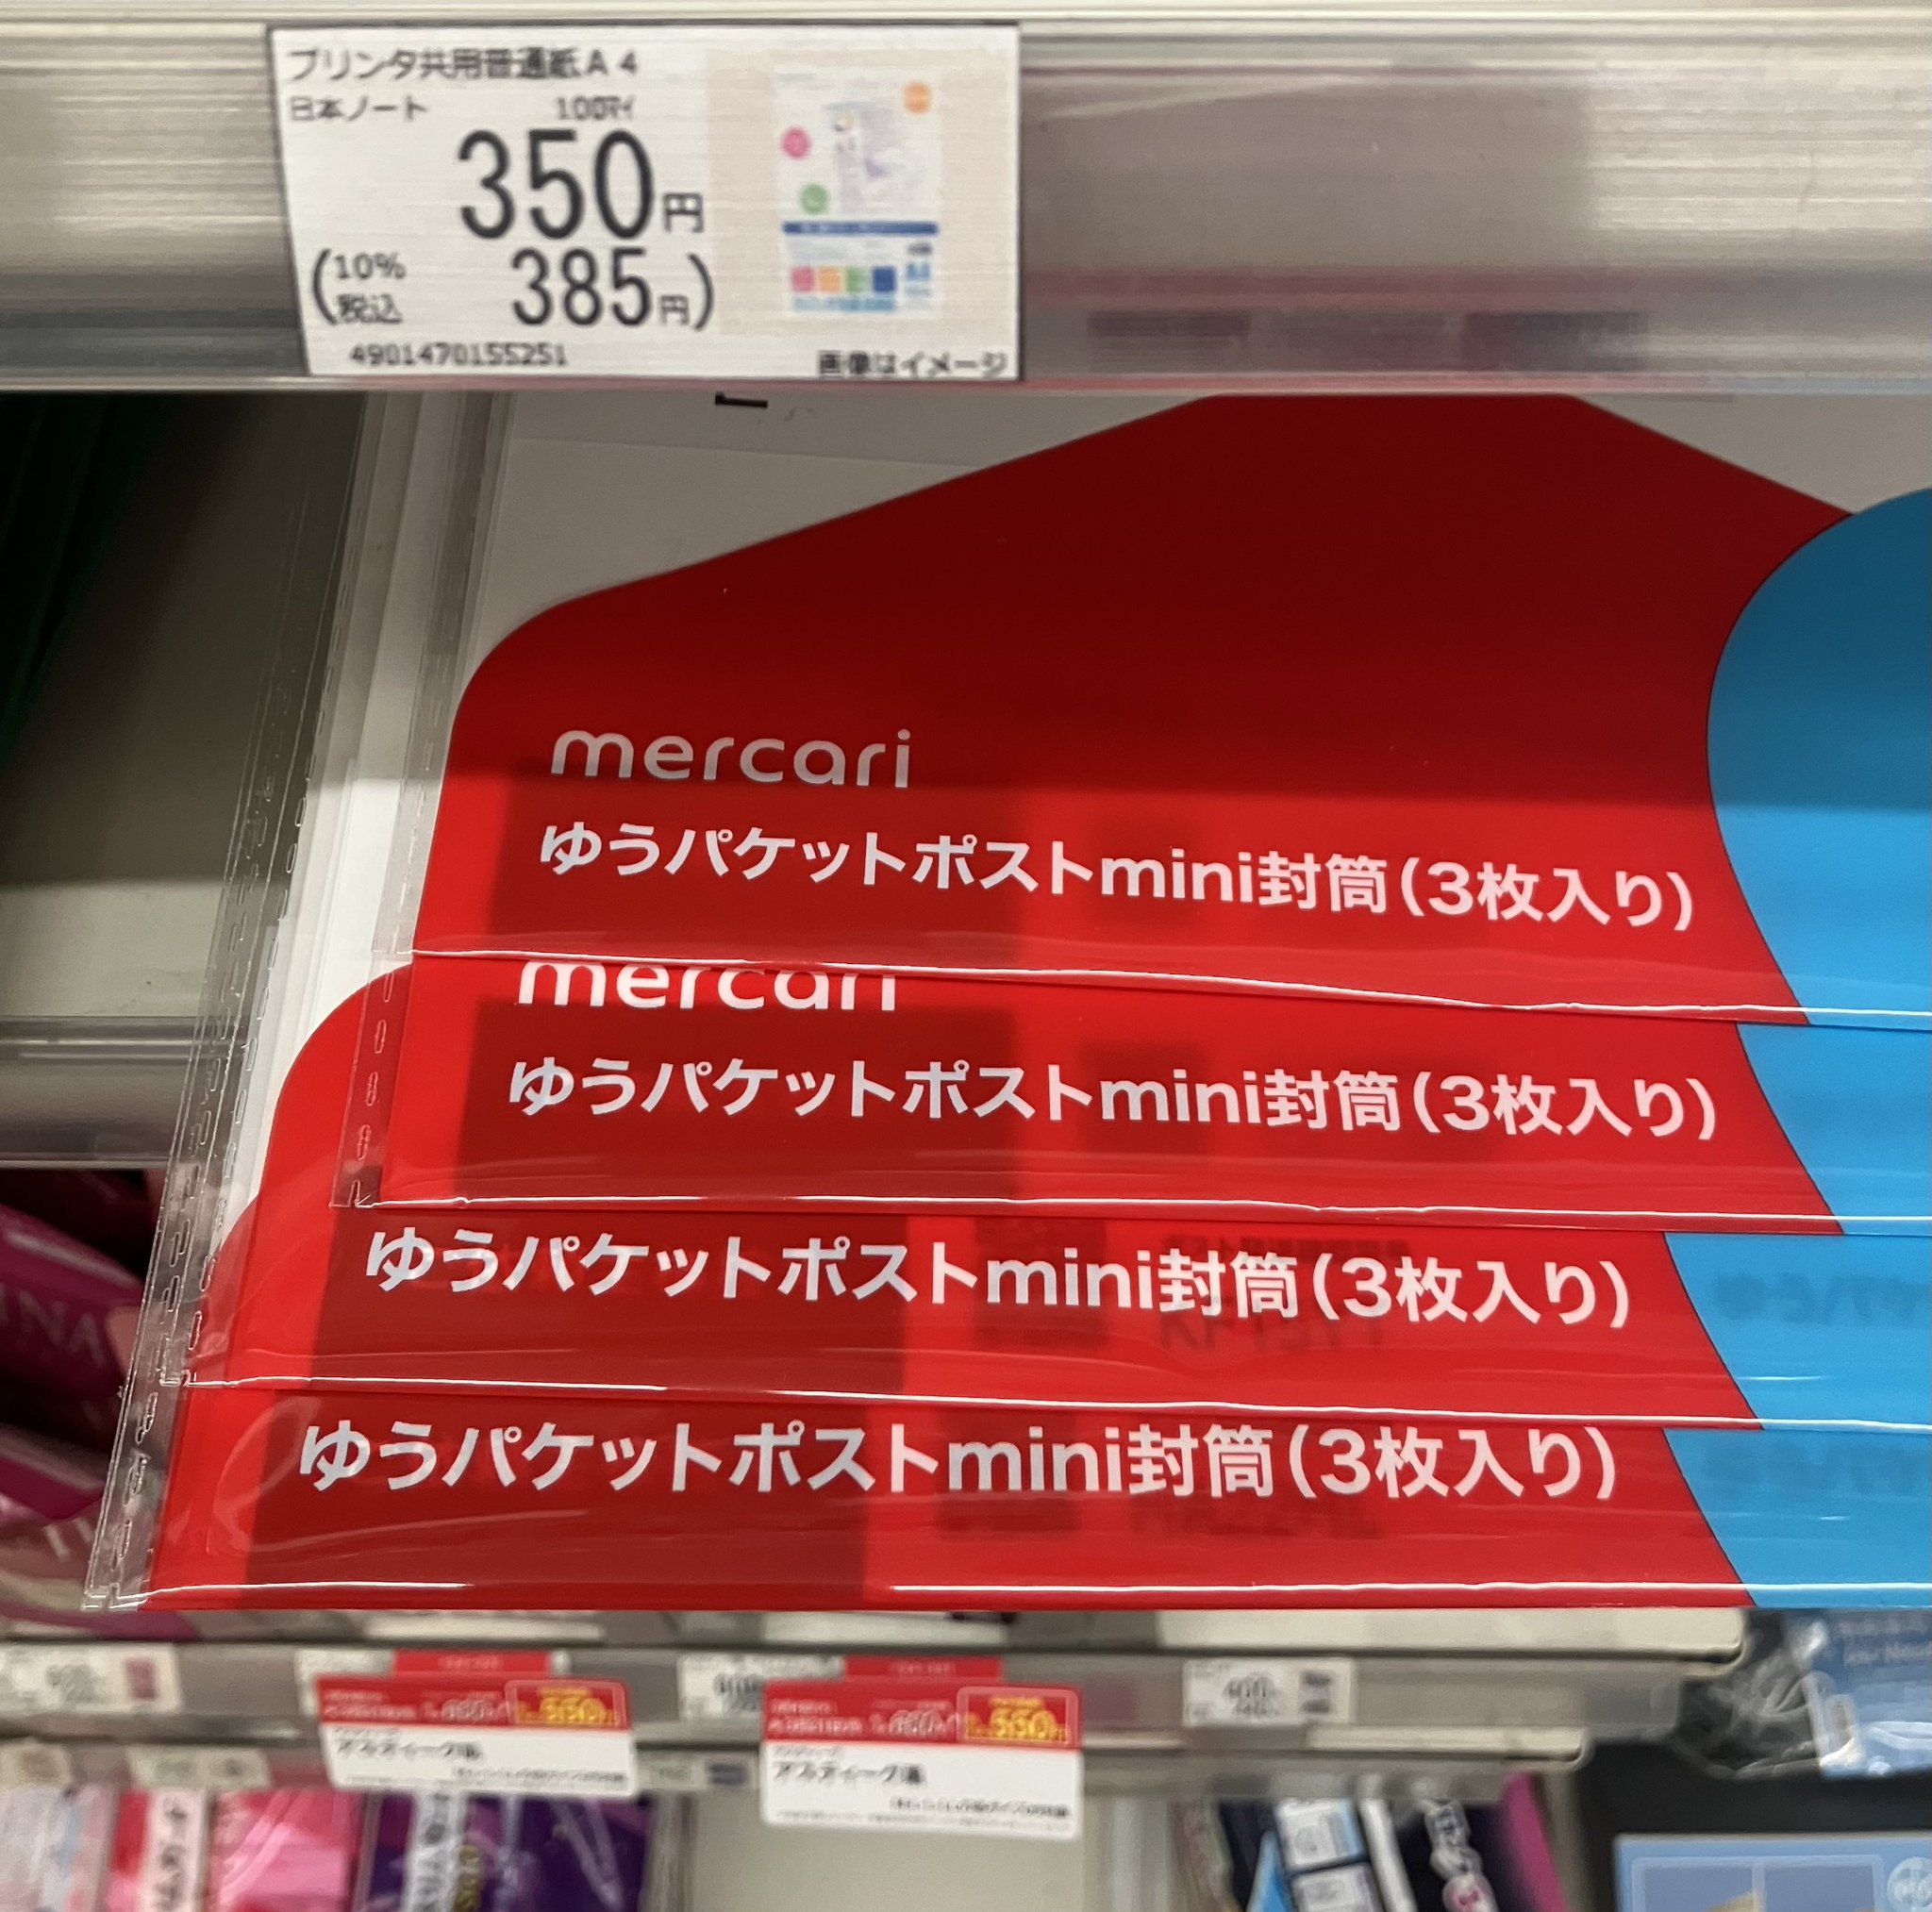 プリンタ共用普通紙A4
日本ノート 100マイ
350円
(10%税込 385円)
4901470155251
画像はイメージ
mercari
ゆうパケットポストmini封筒(3枚入り)
mercari
ゆうパケットポストmini封筒(3枚入り)
ゆうパケットポストmini封筒(3枚入り)
ゆうパケットポストmini封筒(3枚入り)